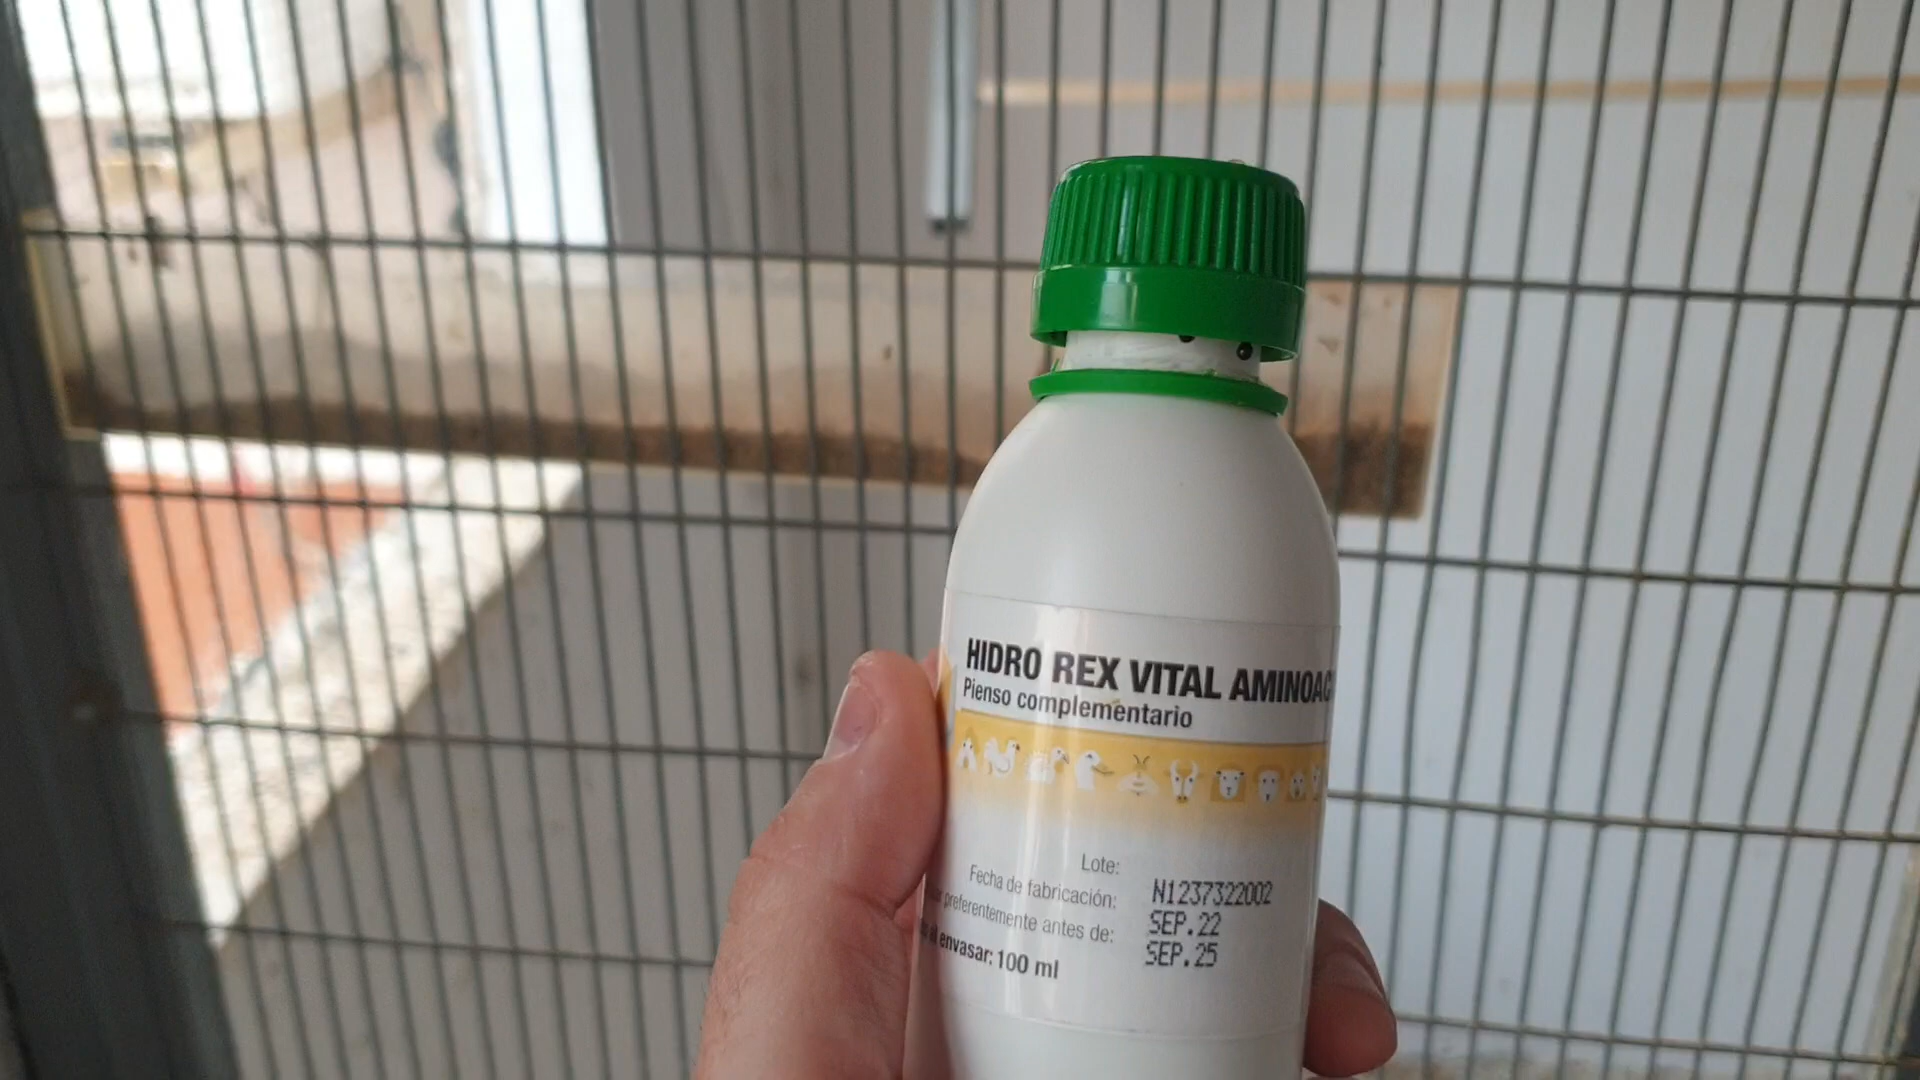 HIDRO REX VITAL AMINOAC
Pienso complementario
Lote: N1237322002
Fecha de fabricación: SEP.22
preferentemente antes de: SEP.25
envasar: 100 ml